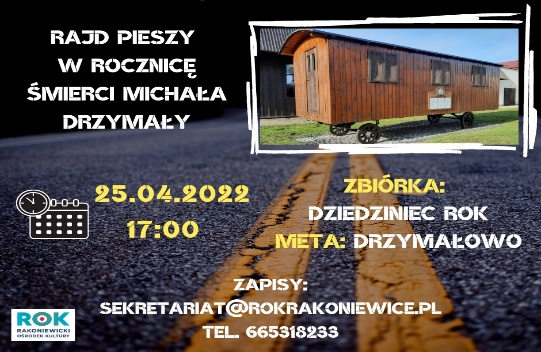 RAJD PIESZY
W ROCZNICĘ
ŚMIERCI MICHAŁA
DRZYMAŁY
25.04.2022
17:00
ZBIÓRKA:
DZIEDZINIEC ROK
META: DRZYMAŁOWO
ZAPISY:
SEKRETARIAT@ROKRAKONIEWICE.PL
TEL. 665318233
ROK
RAKONIEWICKI
OŚRODEK KULTURY